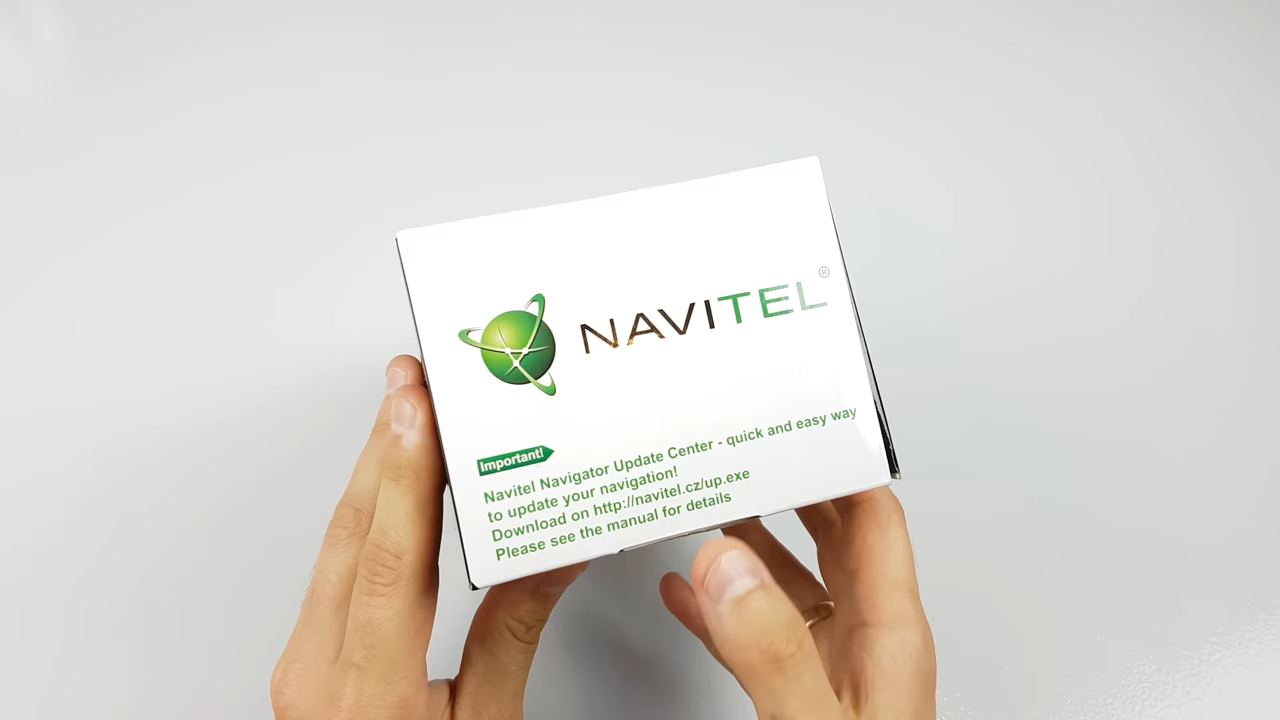 NAVITEL®
Important!
Navitel Navigator Update Center - quick and easy way
to update your navigation!
Download on http://navitel.cz/up.exe
Please see the manual for details